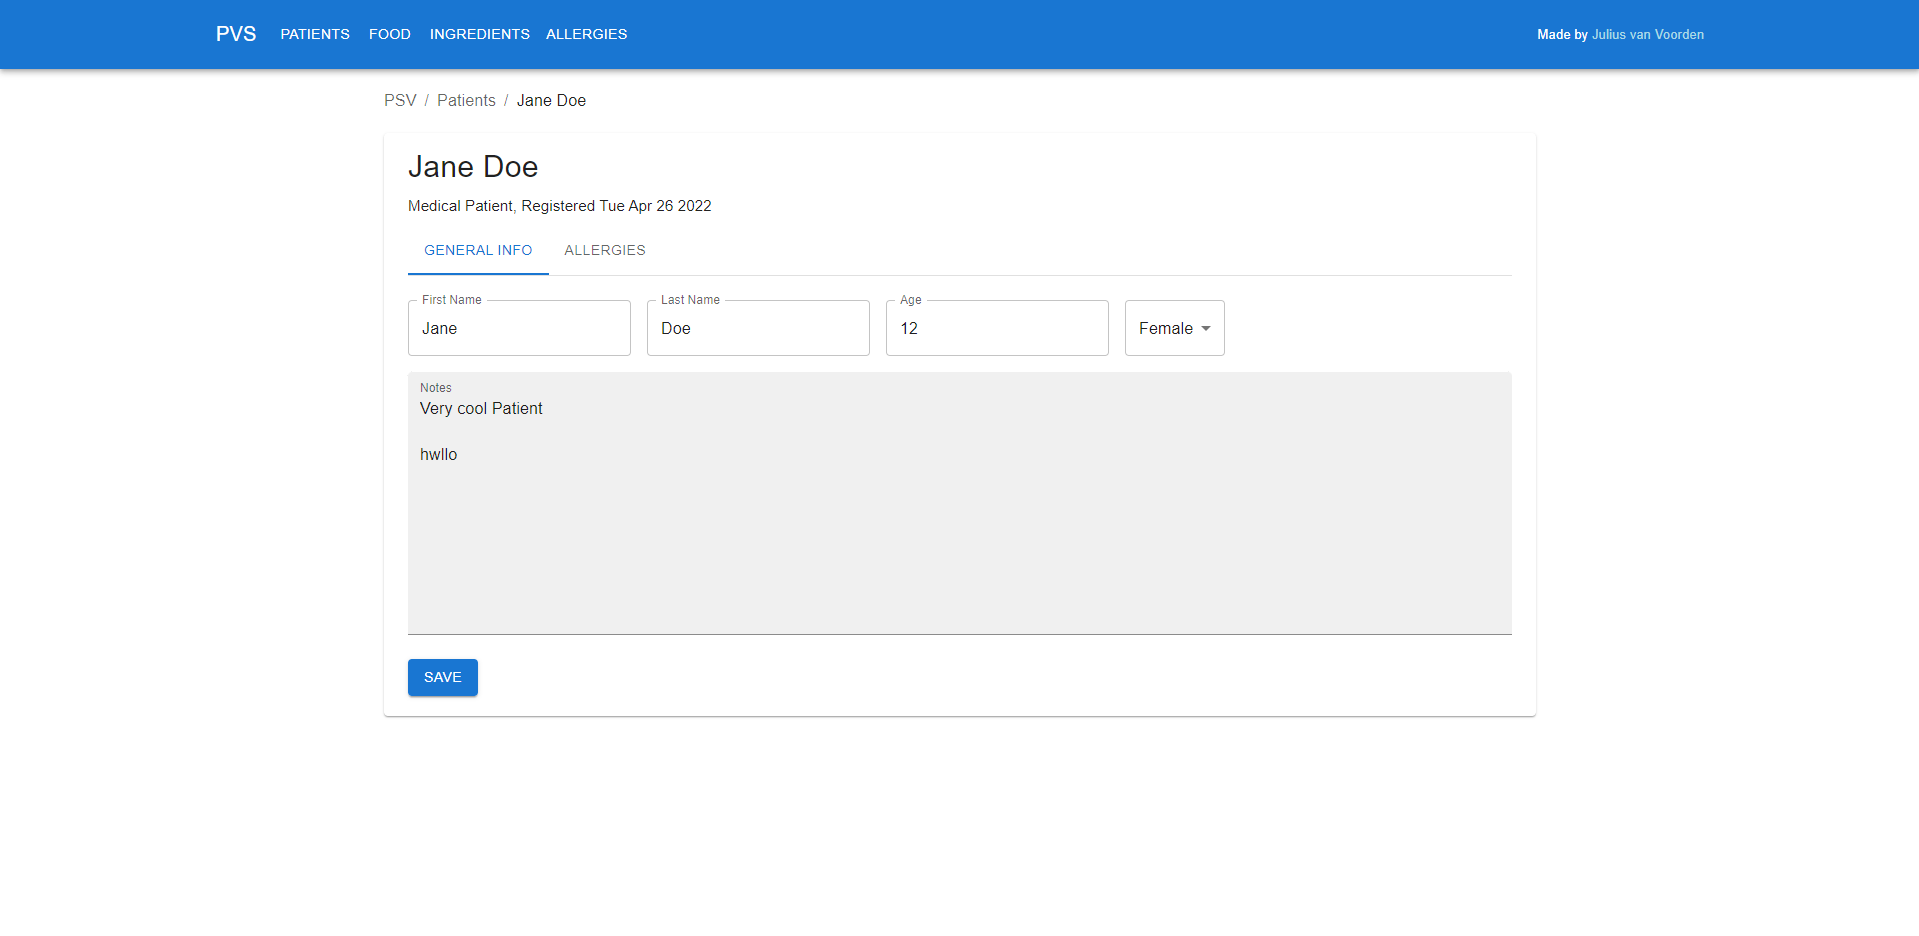 PVS PATIENTS FOOD INGREDIENTS ALLERGIES Made by Julius van Voorden
PSV / Patients / Jane Doe
Jane Doe
Medical Patient, Registered Tue Apr 26 2022
GENERAL INFO ALLERGIES
First Name Last Name Age
Jane Doe 12 Female
Notes
Very cool Patient
hwllo
SAVE